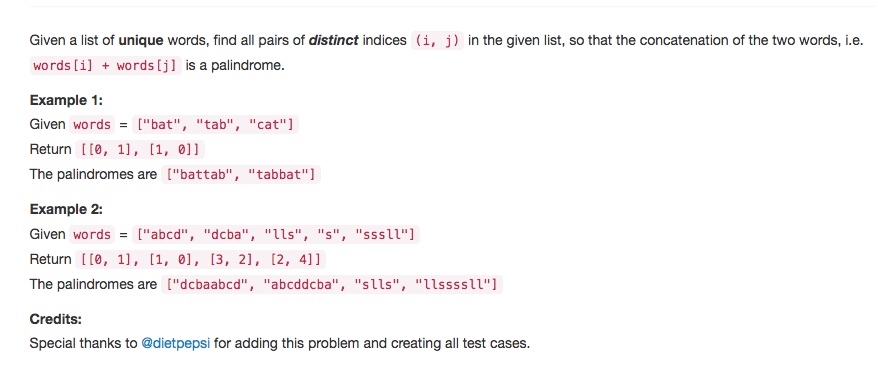 Given a list of unique words, find all pairs of distinct indices (i, j) in the given list, so that the concatenation of the two words, i.e.
words[i] + words[j] is a palindrome.
Example 1:
Given words = ["bat", "tab", "cat"]
Return [[0, 1], [1, 0]]
The palindromes are ["battab", "tabbat"]
Example 2:
Given words = ["abcd", "dcba", "lls", "s", "sssll"]
Return [[0, 1], [1, 0], [3, 2], [2, 4]]
The palindromes are ["dcbaabcd", "abcddcba", "slls", "llssssll"]
Credits:
Special thanks to @dietpepsi for adding this problem and creating all test cases.